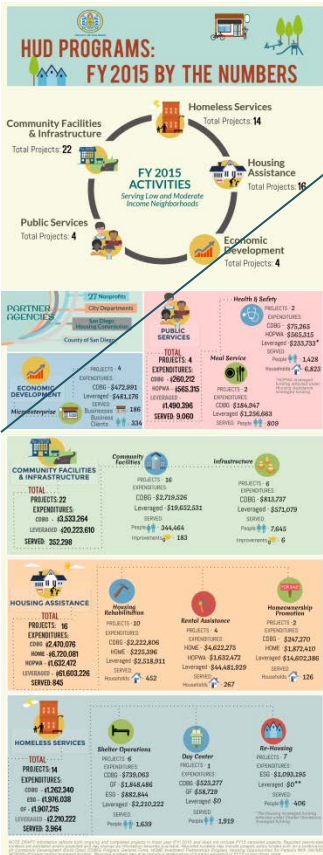 HUD PROGRAMS:
FY 2015 BY THE NUMBERS
Homeless Services
Total Projects: 14
Community Facilities
& Infrastructure
Total Projects: 22
Housing
Assistance
Total Projects: 16
FY 2015
ACTIVITIES
Serving Low and Moderate
Income Neighborhoods
Public Services
Total Projects: 4
Economic
Development
Total Projects: 4
PARTNER
AGENCIES
27 Nonprofits
City Departments
San Diego
Housing Commission
County of San Diego
ECONOMIC
DEVELOPMENT
PROJECTS - 4
EXPENDITURES:
CDBG - $472,891
Leveraged - $481,176
SERVED
Microenterprise
Businesses 186
Business
Clients 334
PUBLIC
SERVICES
TOTAL
PROJECTS: 4
EXPENDITURES:
CDBG - $260,212
HOPWA - $565,315
LEVERAGED -
$1,490,396
SERVED: 9,060
Health & Safety
PROJECTS - 2
EXPENDITURES:
CDBG - $75,265
HOPWA - $565,315
Leveraged - $233,733*
SERVED
People 1,428
Households 6,823
Meal Service
PROJECTS - 2
EXPENDITURES:
CDBG - $184,947
Leveraged - $1,256,663
SERVED
People 809
COMMUNITY FACILITIES
& INFRASTRUCTURE
TOTAL
PROJECTS: 22
EXPENDITURES:
CDBG - $3,533,264
LEVERAGED - $20,223,610
SERVED: 352,298
Community
Facilities
PROJECTS - 16
EXPENDITURES:
CDBG - $2,719,526
Leveraged - $19,652,531
SERVED:
People 344,464
Improvements 183
Infrastructure
PROJECTS - 6
EXPENDITURES:
CDBG - $813,737
Leveraged - $571,079
SERVED:
People 7,645
Improvements 6
HOUSING ASSISTANCE
TOTAL
PROJECTS: 16
EXPENDITURES:
CDBG - $2,470,076
HOME - $6,720,081
HOPWA - $1,632,472
LEVERAGED - $61,603,226
SERVED: 845
Housing
Rehabilitation
PROJECTS - 10
EXPENDITURES:
CDBG - $2,222,806
HOME - $225,396
Leveraged - $2,518,911
SERVED:
Households 452
Rental Assistance
PROJECTS - 4
EXPENDITURES:
HOME - $4,622,275
HOPWA - $1,632,472
Leveraged - $44,481,929
SERVED:
Households 267
FOR SALE
Homeownership
Promotion
PROJECTS - 2
EXPENDITURES:
CDBG - $247,270
HOME - $1,872,410
Leveraged - $14,602,386
SERVED:
Households 126
HOMELESS SERVICES
TOTAL
PROJECTS: 14
EXPENDITURES:
CDBG - $1,262,340
ESG - $1,976,038
GF - $1,907,215
LEVERAGED - $2,210,222
SERVED: 3,964
Shelter Operations
PROJECTS - 6
EXPENDITURES:
CDBG - $739,063
GF - $1,848,486
ESG - $882,844
Leveraged - $2,210,222
SERVED:
People 1,639
Day Center
PROJECTS - 1
EXPENDITURES:
CDBG - $523,277
GF - $58,729
Leveraged $0
SERVED:
People 1,919
Re-Housing
PROJECTS - 7
EXPENDITURES:
ESG - $1,093,195
Leveraged - $0**
SERVED:
People 406